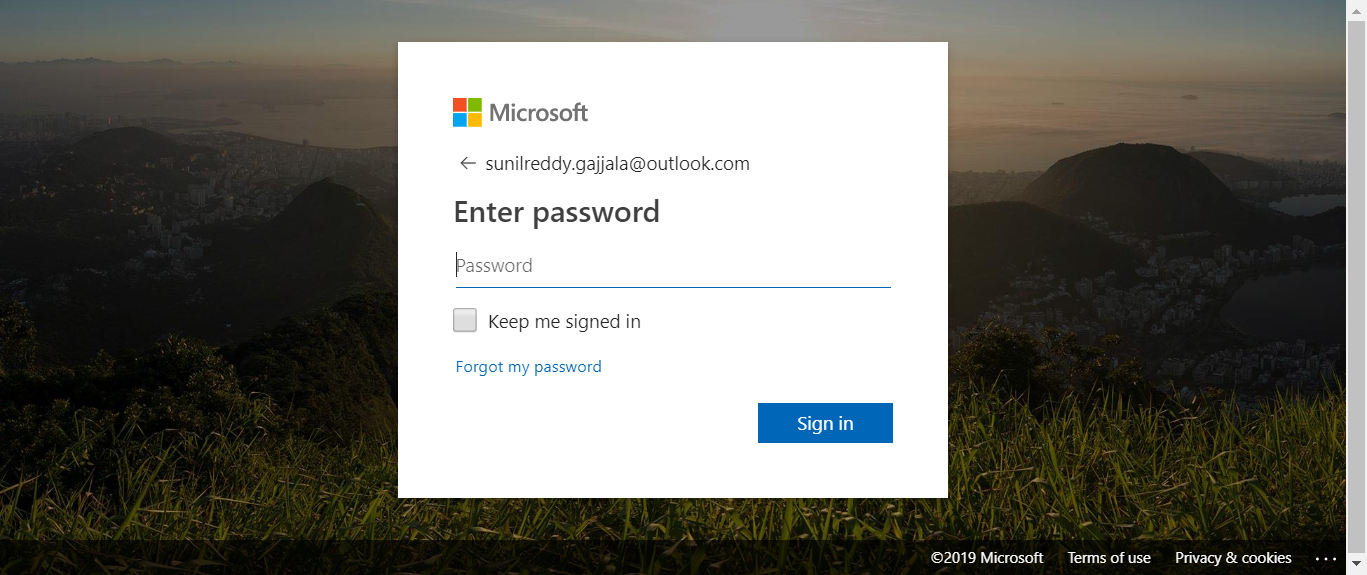 Microsoft
← sunilreddy.gajjala@outlook.com
Enter password
Password
Keep me signed in
Forgot my password
Sign in
©2019 Microsoft Terms of use Privacy & cookies ...